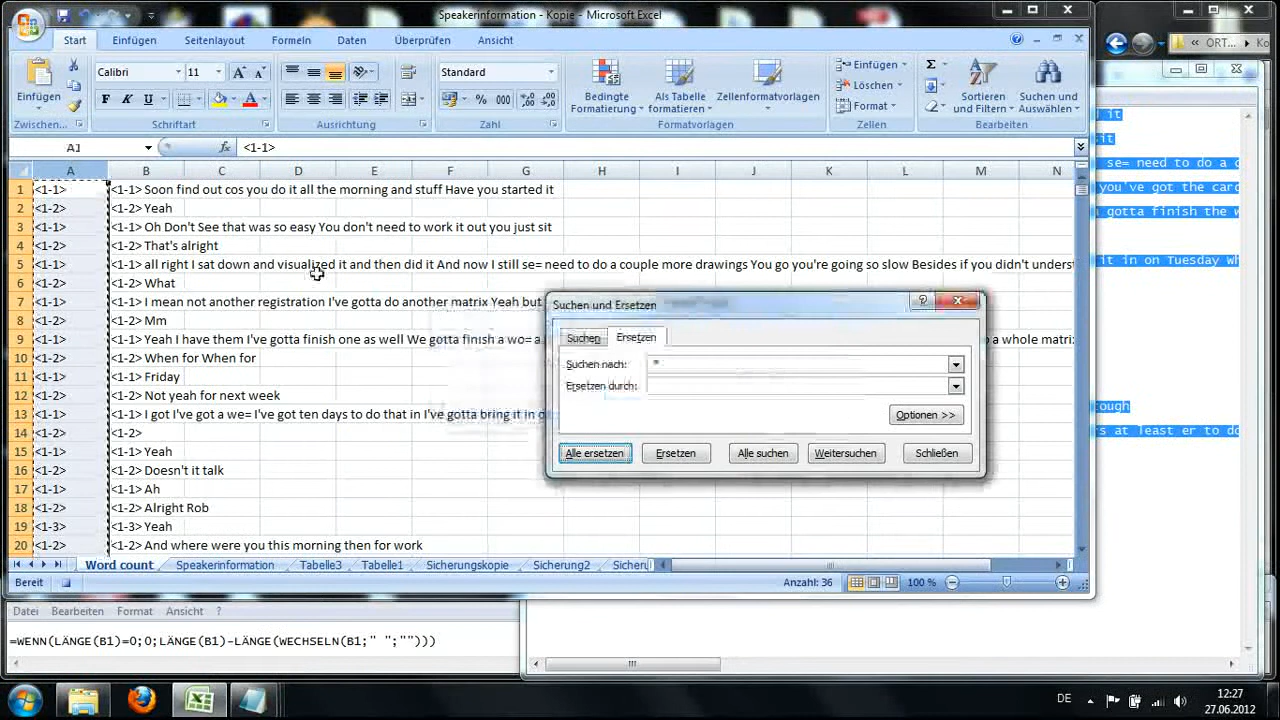 Speakerinformation - Kopie - Microsoft Excel
Start Einfügen Seitenlayout Formeln Daten Überprüfen Ansicht
« ORT... Ko
Einfügen
Zwischen...
Calibri 11
F K U
Schriftart
Ausrichtung
Standard
% 000
Zahl
Bedingte Formatierung
Als Tabelle formatieren
Zellenformatvorlagen
Formatvorlagen
Einfügen
Löschen
Format
Zellen
Σ
Sortieren und Filtern
Suchen und Auswählen
Bearbeiten
A1 fx <1-1>
A B C D E F G H I J K L M N
1 <1-1> <1-1> Soon find out cos you do it all the morning and stuff Have you started it
2 <1-2> <1-2> Yeah
3 <1-1> <1-1> Oh Don't See that was so easy You don't need to work it out you just sit
4 <1-2> <1-2> That's alright
5 <1-1> <1-1> all right I sat down and visualized it and then did it And now I still se= need to do a couple more drawings You go you're going so slow Besides if you didn't underst
6 <1-2> <1-2> What
7 <1-1> <1-1> I mean not another registration I've gotta do another matrix Yeah but
8 <1-2> <1-2> Mm
9 <1-1> <1-1> Yeah I have them I've gotta finish one as well We gotta finish a wo= a o a whole matrix
10 <1-2> <1-2> When for When for
11 <1-1> <1-1> Friday
12 <1-2> <1-2> Not yeah for next week
13 <1-1> <1-1> I got I've got a we= I've got ten days to do that in I've gotta bring it in o
14 <1-2> <1-2>
15 <1-1> <1-1> Yeah
16 <1-2> <1-2> Doesn't it talk
17 <1-1> <1-1> Ah
18 <1-2> <1-2> Alright Rob
19 <1-3> <1-3> Yeah
20 <1-2> <1-2> And where were you this morning then for work
Suchen und Ersetzen
Suchen Ersetzen
Suchen nach: *
Ersetzen durch:
Optionen >>
Alle ersetzen Ersetzen Alle suchen Weitersuchen Schließen
d it
it
se= need to do a c
you've got the card
gotta finish the w
it in on Tuesday wh
ough
rs at least er to do
Word count Speakerinformation Tabelle3 Tabelle1 Sicherungskopie Sicherung2 Sicherun
Bereit Anzahl: 36 100 %
Datei Bearbeiten Format Ansicht ?
=WENN(LÄNGE(B1)=0;0;LÄNGE(B1)-LÄNGE(WECHSELN(B1;" ";"")))
DE 12:27
27.06.2012